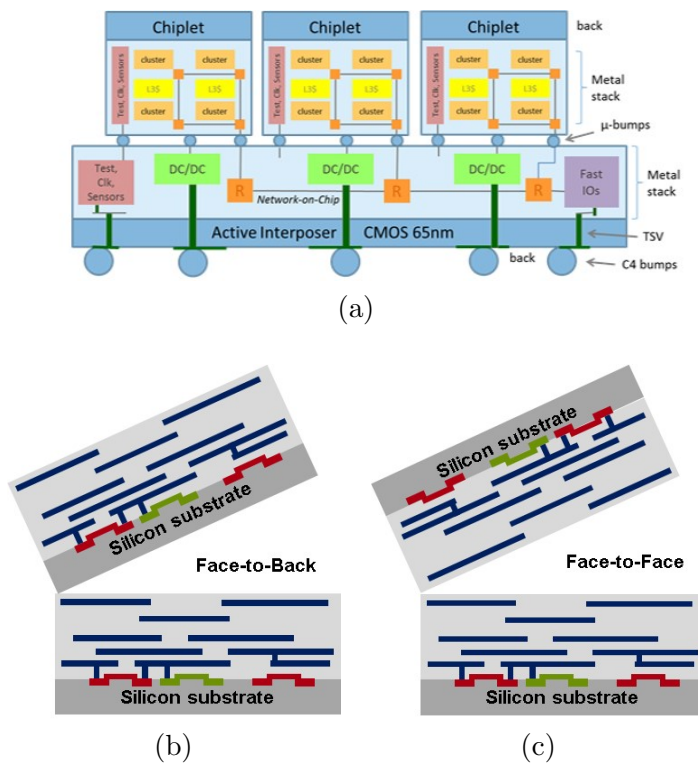 Chiplet
Chiplet
Chiplet
back
Test, Clk, Sensors
cluster
cluster
L3$
L3$
cluster
cluster
Test, Clk, Sensors
cluster
cluster
L3$
L3$
cluster
cluster
Test, Clk, Sensors
cluster
cluster
L3$
L3$
cluster
cluster
Metal
stack
μ-bumps
Test,
Clk,
Sensors
DC/DC
R
Network-on-Chip
DC/DC
R
DC/DC
R
Fast
IOs
Metal
stack
Active Interposer CMOS 65nm
TSV
back
C4 bumps
(a)
Silicon substrate
Face-to-Back
Silicon substrate
(b)
Silicon substrate
Face-to-Face
Silicon substrate
(c)